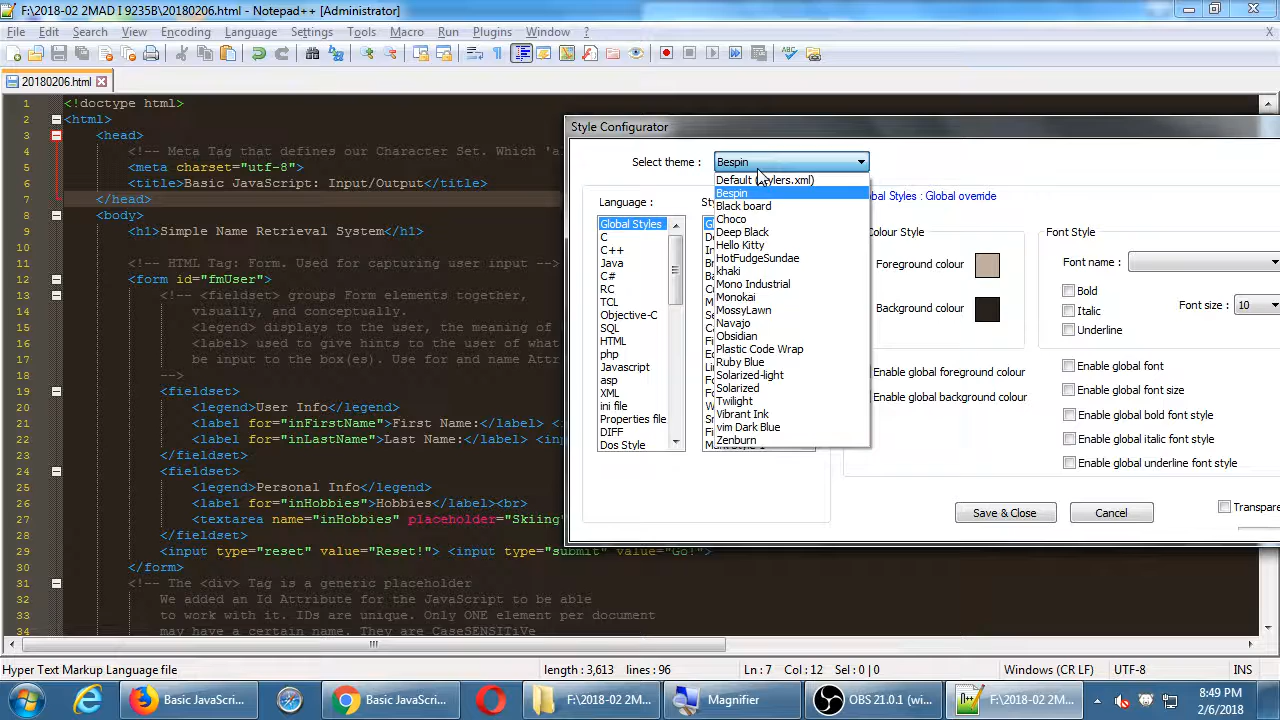 F:\2018-02 2MAD I 9235B\20180206.html - Notepad++ [Administrator]
File Edit Search View Encoding Language Settings Tools Macro Run Plugins Window ? X
20180206.html
1 <!doctype html>
2 <html>
3 <head>
4 <!-- Meta Tag that defines our Character Set. Which 'a
5 <meta charset="utf-8">
6 <title>Basic JavaScript: Input/Output</title>
7 </head>
8 <body>
9 <h1>Simple Name Retrieval System</h1>
10
11 <!-- HTML Tag: Form. Used for capturing user input -->
12 <form id="fmUser">
13 <!-- <fieldset> groups Form elements together,
14 visually, and conceptually.
15 <legend> displays to the user, the meaning of
16 <label> used to give hints to the user of what
17 be input to the box(es). Use for and name Attr
18 -->
19 <fieldset>
20 <legend>User Info</legend>
21 <label for="inFirstName">First Name:</label> <
22 <label for="inLastName">Last Name:</label> <in
23 </fieldset>
24 <fieldset>
25 <legend>Personal Info</legend>
26 <label for="inHobbies">Hobbies</label><br>
27 <textarea name="inHobbies" placeholder="Skiing"
28 </fieldset>
29 <input type="reset" value="Reset!"> <input type="submit" value="Go!">
30 </form>
31 <!-- The <div> Tag is a generic placeholder
32 We added an Id Attribute for the JavaScript to be able
33 to work with it. IDs are unique. Only ONE element per document
34 may have a certain name. They are CaseSENSITiVe
Style Configurator
Select theme : Bespin
Default (stylers.xml)
Bespin
Black board
Choco
Deep Black
Hello Kitty
HotFudgeSundae
khaki
Mono Industrial
Monokai
MossyLawn
Navajo
Obsidian
Plastic Code Wrap
Ruby Blue
Solarized-light
Solarized
Twilight
Vibrant Ink
vim Dark Blue
Zenburn
Language :
Global Styles
C
C++
Java
C#
RC
TCL
Objective-C
SQL
HTML
php
Javascript
asp
XML
ini file
Properties file
DIFF
Dos Style
Styles : Global override
Colour Style
Foreground colour
Background colour
Font Style
Font name :
Bold
Italic
Underline
Font size : 10
Enable global foreground colour
Enable global background colour
Enable global font
Enable global font size
Enable global bold font style
Enable global italic font style
Enable global underline font style
Save & Close
Cancel
Transpare
Hyper Text Markup Language file length : 3,613 lines : 96 Ln : 7 Col : 12 Sel : 0 | 0 Windows (CR LF) UTF-8 INS
Basic JavaScri...
Basic JavaScri...
F:\2018-02 2M...
Magnifier
OBS 21.0.1 (wi...
F:\2018-02 2M...
8:49 PM
2/6/2018